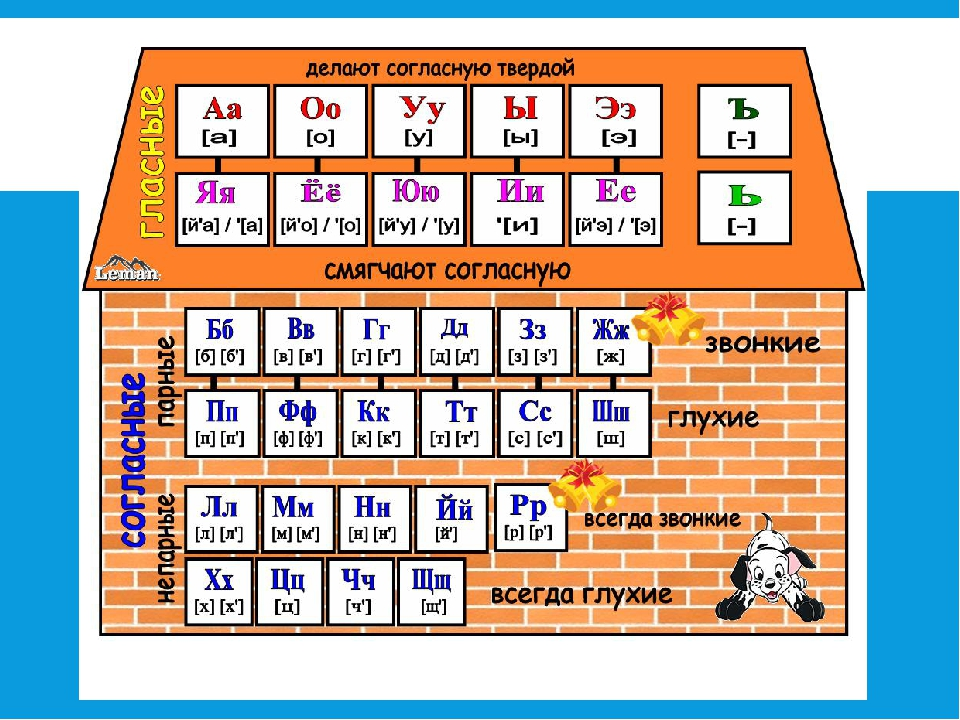 делают согласную твердой
гласные
Аа Оо Уу Ы Ээ Ъ
[а] [о] [у] [ы] [э] [-]
Яя Ёё Юю Ии Ее Ь
[й'э] / '[а] [й'о] / '[о] [й'у] / '[у] '[и] [й'э] / '[э] [-]
Leman
смягчают согласную
согласные
парные
Бб Вв Гг Дд Зз Жж
[б] [б'] [в] [в'] [г] [г'] [д] [д'] [з] [з'] [ж]
звонкие
Пп Фф Кк Тт Сс Шш
[п] [п'] [ф] [ф'] [к] [к'] [т] [т'] [с] [с'] [ш]
глухие
непарные
Лл Мм Нн Йй Рр
[л] [л'] [м] [м'] [н] [н'] [й'] [р] [р']
всегда звонкие
Хх Цц Чч Щщ
[х] [х'] [ц] [ч'] [щ']
всегда глухие